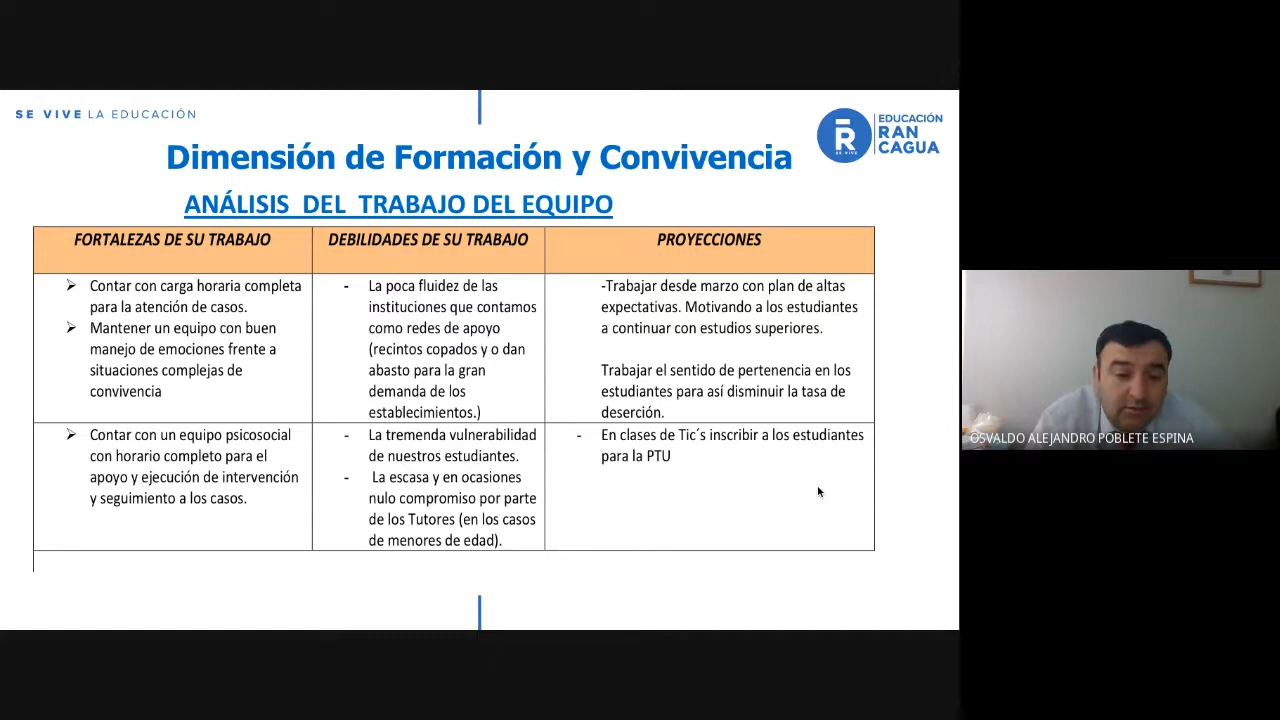 SE VIVE LA EDUCACIÓN
R
SE VIVE
EDUCACIÓN
RAN
CAGUA
Dimensión de Formación y Convivencia
ANÁLISIS DEL TRABAJO DEL EQUIPO
FORTALEZAS DE SU TRABAJO
DEBILIDADES DE SU TRABAJO
PROYECCIONES
➢ Contar con carga horaria completa
para la atención de casos.
➢ Mantener un equipo con buen
manejo de emociones frente a
situaciones complejas de
convivencia
- La poca fluidez de las
instituciones que contamos
como redes de apoyo
(recintos copados y o dan
abasto para la gran
demanda de los
establecimientos.)
-Trabajar desde marzo con plan de altas
expectativas. Motivando a los estudiantes
a continuar con estudios superiores.
Trabajar el sentido de pertenencia en los
estudiantes para así disminuir la tasa de
deserción.
➢ Contar con un equipo psicosocial
con horario completo para el
apoyo y ejecución de intervención
y seguimiento a los casos.
- La tremenda vulnerabilidad
de nuestros estudiantes.
- La escasa y en ocasiones
nulo compromiso por parte
de los Tutores (en los casos
de menores de edad).
- En clases de Tic´s inscribir a los estudiantes
para la PTU
OSVALDO ALEJANDRO POBLETE ESPINA